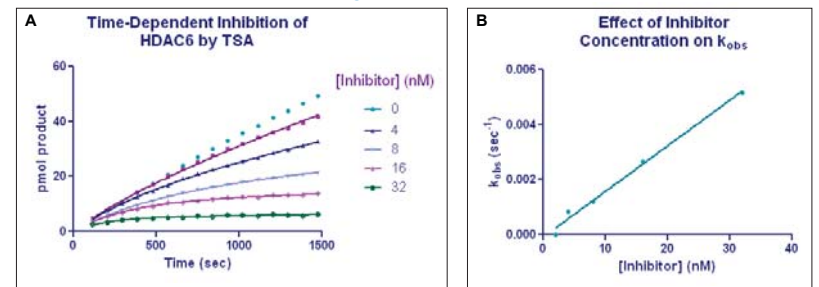 A
Time-Dependent Inhibition of
HDAC6 by TSA
60
40
20
0
pmol product
0 500 1000 1500
Time (sec)
[Inhibitor] (nM)
0
4
8
16
32
B
Effect of Inhibitor
Concentration on kobs
0.006
0.004
0.002
0.000
kobs (sec-1)
0 10 20 30 40
[Inhibitor] (nM)